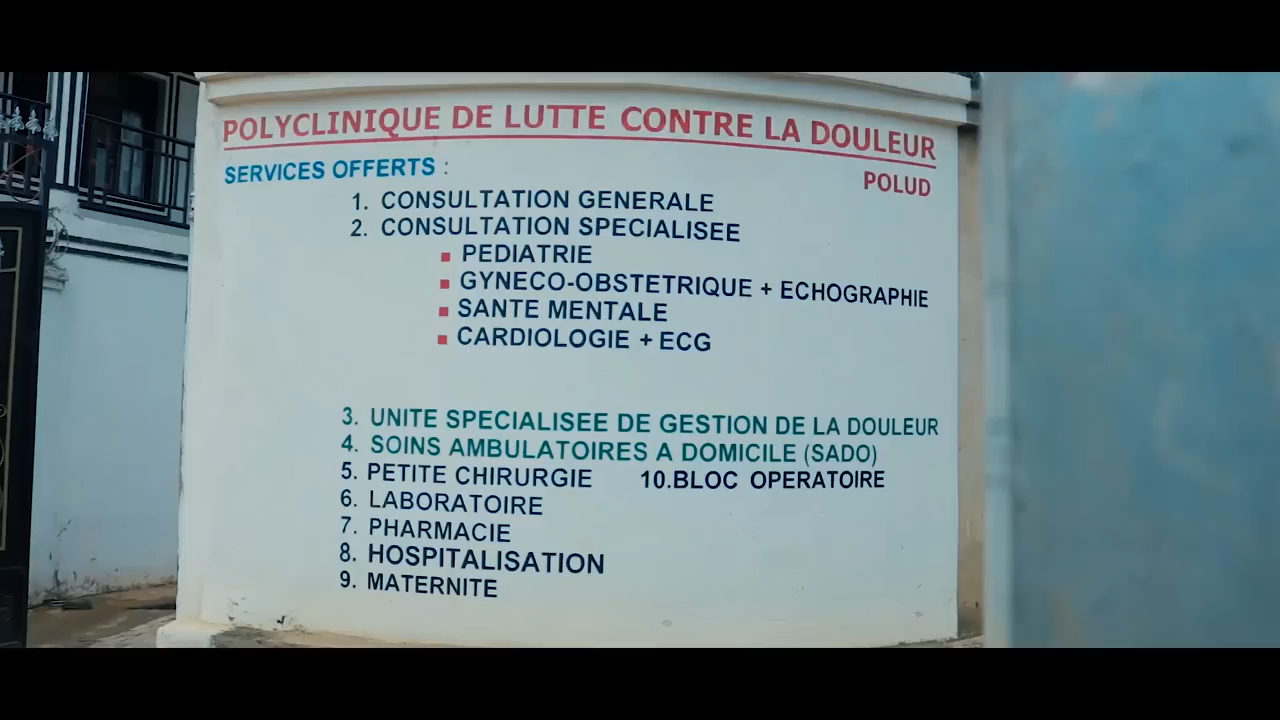 POLYCLINIQUE DE LUTTE CONTRE LA DOULEUR
POLUD
SERVICES OFFERTS :
1. CONSULTATION GENERALE
2. CONSULTATION SPECIALISEE
▪ PEDIATRIE
▪ GYNECO-OBSTETRIQUE + ECHOGRAPHIE
▪ SANTE MENTALE
▪ CARDIOLOGIE + ECG
3. UNITE SPECIALISEE DE GESTION DE LA DOULEUR
4. SOINS AMBULATOIRES A DOMICILE (SADO)
5. PETITE CHIRURGIE 10.BLOC OPERATOIRE
6. LABORATOIRE
7. PHARMACIE
8. HOSPITALISATION
9. MATERNITE